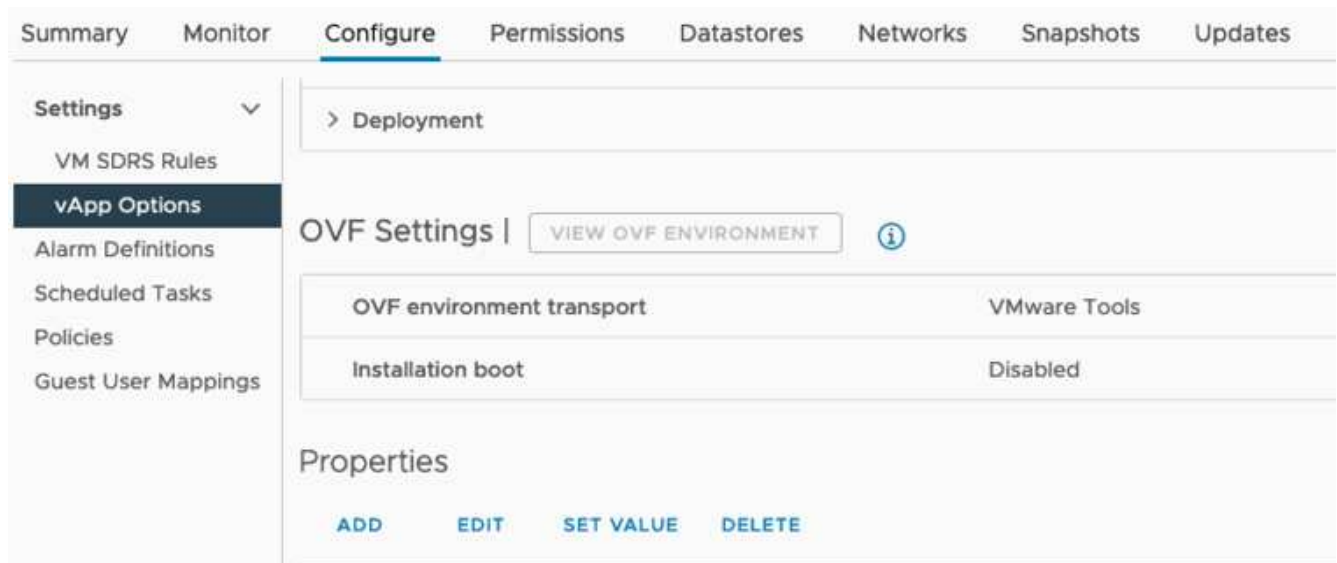 Summary Monitor Configure Permissions Datastores Networks Snapshots Updates
Settings
VM SDRS Rules
vApp Options
Alarm Definitions
Scheduled Tasks
Policies
Guest User Mappings
Deployment
OVF Settings | VIEW OVF ENVIRONMENT
OVF environment transport VMware Tools
Installation boot Disabled
Properties
ADD EDIT SET VALUE DELETE